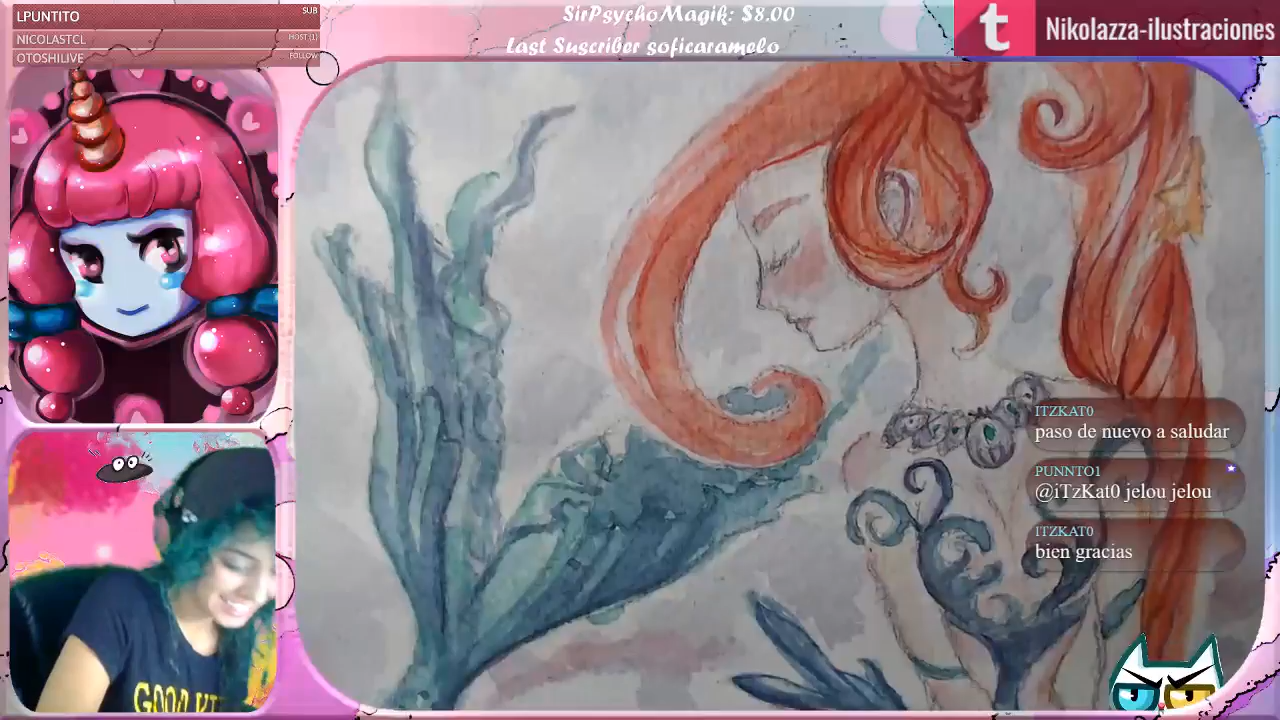 LPUNTITO SUB
NICOLASTCL HOST (1)
OTOSHILIVE FOLLOW
SirPsychoMagik: $8.00
Last Suscriber soficaramelo
t Nikolazza-ilustraciones
ITZKAT0
paso de nuevo a saludar
PUNNTO1
@iTzKat0 jelou jelou
ITZKAT0
bien gracias